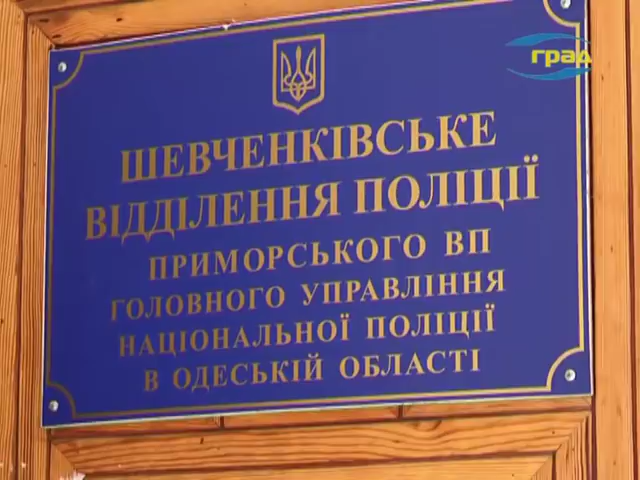 град
ШЕВЧЕНКІВСЬКЕ
ВІДДІЛЕННЯ ПОЛІЦІЇ
ПРИМОРСЬКОГО ВП
ГОЛОВНОГО УПРАВЛІННЯ
НАЦІОНАЛЬНОЇ ПОЛІЦІЇ
В ОДЕСЬКІЙ ОБЛАСТІ